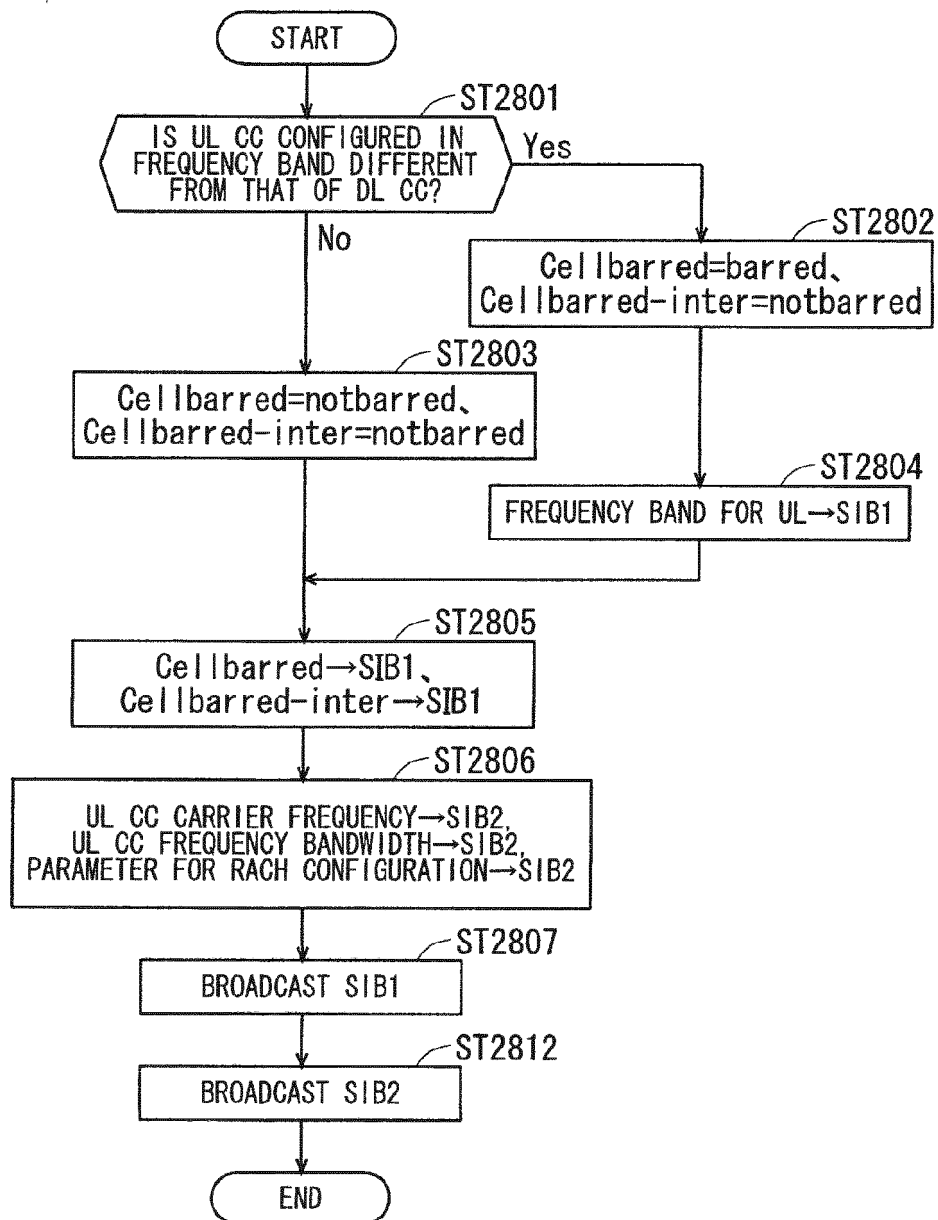 START
ST2801
IS UL CC CONFIGURED IN
FREQUENCY BAND DIFFERENT
FROM THAT OF DL CC?
Yes
No
ST2802
Cellbarred=barred、
Cellbarred-inter=notbarred
ST2803
Cellbarred=notbarred、
Cellbarred-inter=notbarred
ST2804
FREQUENCY BAND FOR UL→SIB1
ST2805
Cellbarred→SIB1、
Cellbarred-inter→SIB1
ST2806
UL CC CARRIER FREQUENCY→SIB2,
UL CC FREQUENCY BANDWIDTH→SIB2,
PARAMETER FOR RACH CONFIGURATION→SIB2
ST2807
BROADCAST SIB1
ST2812
BROADCAST SIB2
END